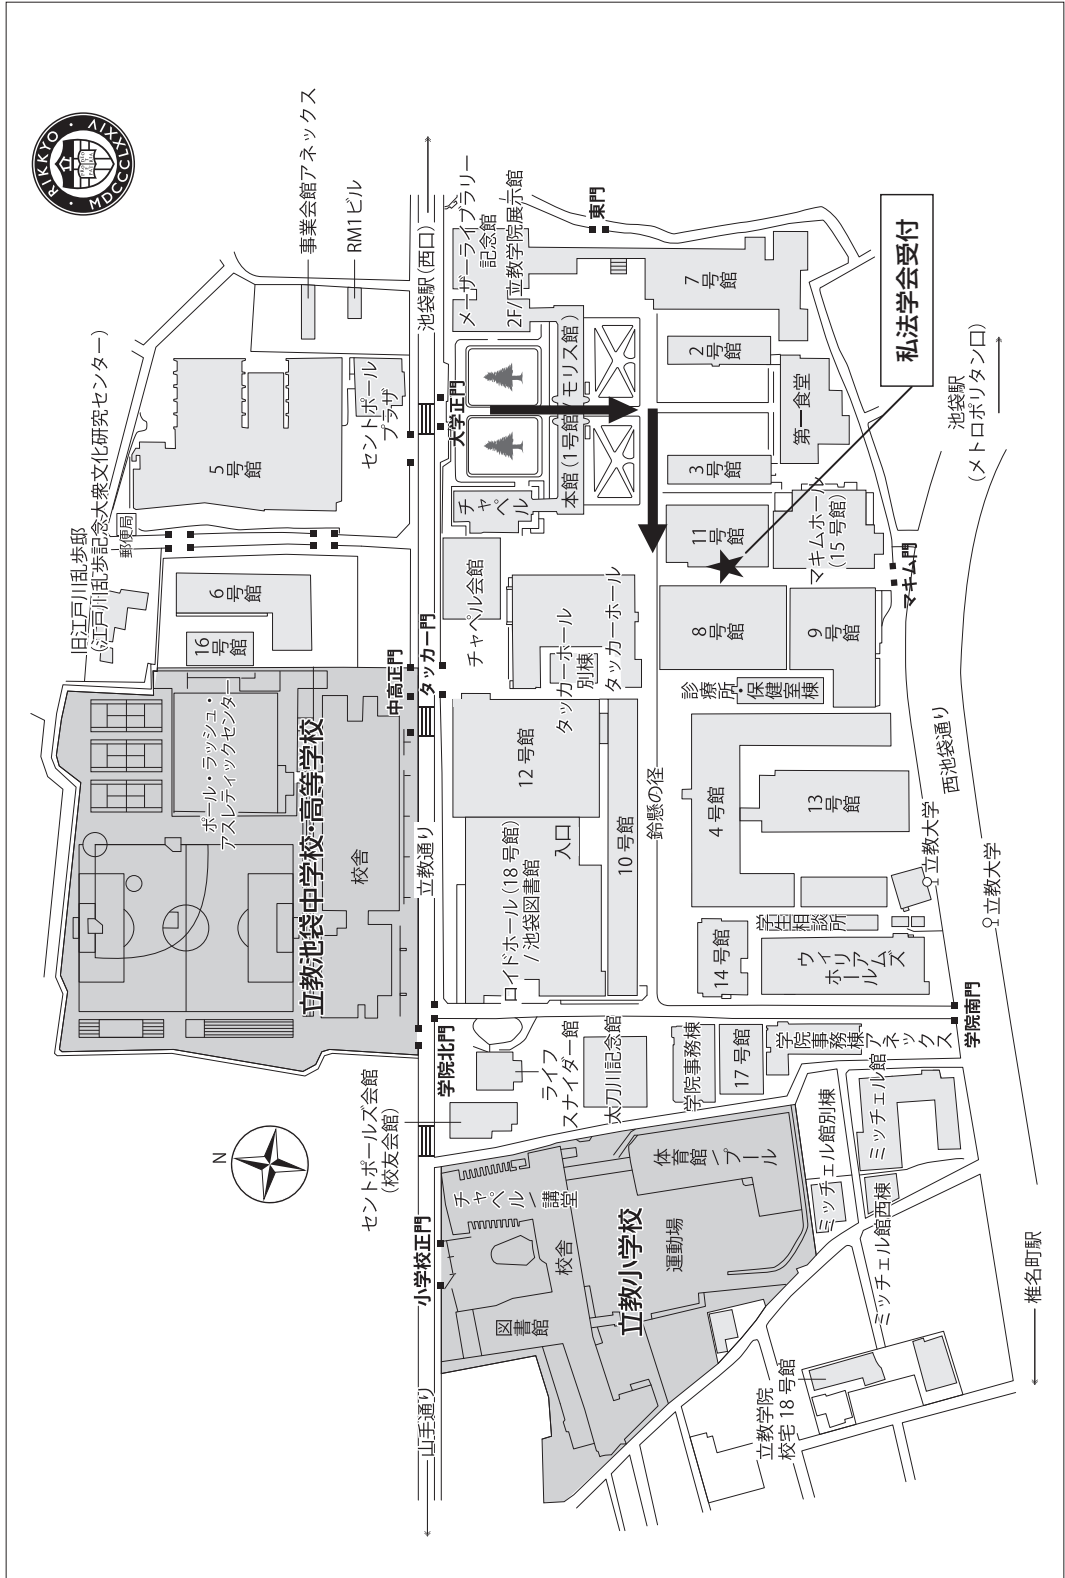 RIKKYO
MDCCCLXXIV
事業会館アネックス
RM1ビル
旧江戸川乱歩邸
(江戸川乱歩記念大衆文化研究センター)
郵便局
5
号
館
セントポール
プラザ
6
号
館
16
号
館
ポール・ラッシュ・
アスレティックセンター
立教池袋中学校・高等学校
校舎
中高正門
N
セントポールズ会館
(校友会館)
池袋駅(西口)
立教通り
山手通り
大学正門
タッカー門
学院北門
小学校正門
メーザーライブラリー
記念館
2F/立教学院展示館
東門
本館(1号館/モリス館)
チャペル
チャペル会館
タッカーホール
別棟
タッカーホール
12 号館
ロイドホール(18 号館)
/ 池袋図書館
入口
10 号館
鈴懸の径
7
号
館
2
号
館
第一食堂
3
号
館
11
号
館
マキムホール
(15 号館)
マキム門
私法学会受付
池袋駅
(メトロポリタン口)
8
号
館
9
号
館
診療所・保健室棟
4 号館
13
号
館
14 号館
学生相談所
ウィリアムズ
ホール
西池袋通り
立教大学
立教大学
学院南門
ライフ
スナイダー館
太刀川記念館
学院事務棟
17 号館
学院事務棟
アネックス
チャペル
/
講堂
校舎
図
書
館
立教小学校
運動場
体育館/プール
ミッチェル館別棟
ミッチェル館
ミッチェル館西棟
立教学院
校宅 18 号館
椎名町駅